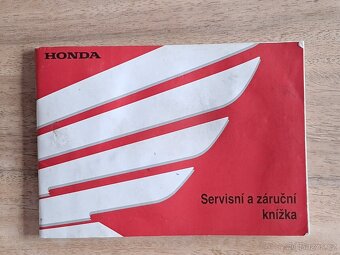 HONDA
Servisní a záruční
knížka